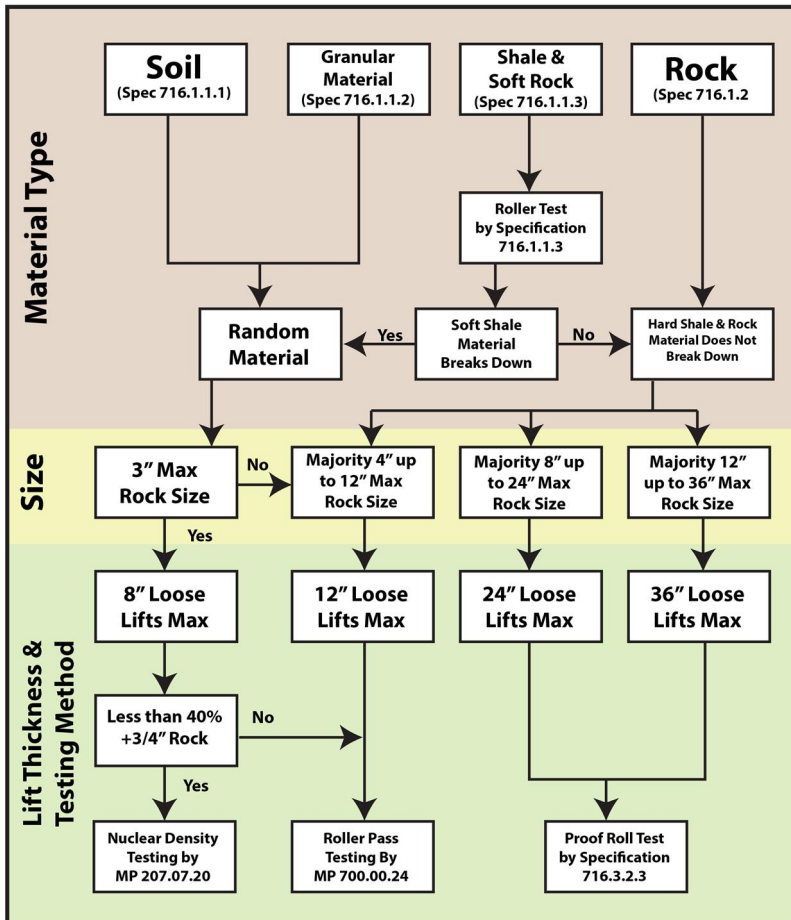 Material Type
Soil
(Spec 716.1.1.1)
Granular
Material
(Spec 716.1.1.2)
Shale &
Soft Rock
(Spec 716.1.1.3)
Rock
(Spec 716.1.2
Roller Test
by Specification
716.1.1.3
Random
Material
Yes
Soft Shale
Material
Breaks Down
No
Hard Shale & Rock
Material Does Not
Break Down
Size
3” Max
Rock Size
No
Majority 4” up
to 12” Max
Rock Size
Majority 8” up
to 24” Max
Rock Size
Majority 12”
up to 36” Max
Rock Size
Yes
Lift Thickness &
Testing Method
8” Loose
Lifts Max
12” Loose
Lifts Max
24” Loose
Lifts Max
36” Loose
Lifts Max
Less than 40%
+3/4” Rock
No
Yes
Nuclear Density
Testing by
MP 207.07.20
Roller Pass
Testing By
MP 700.00.24
Proof Roll Test
by Specification
716.3.2.3